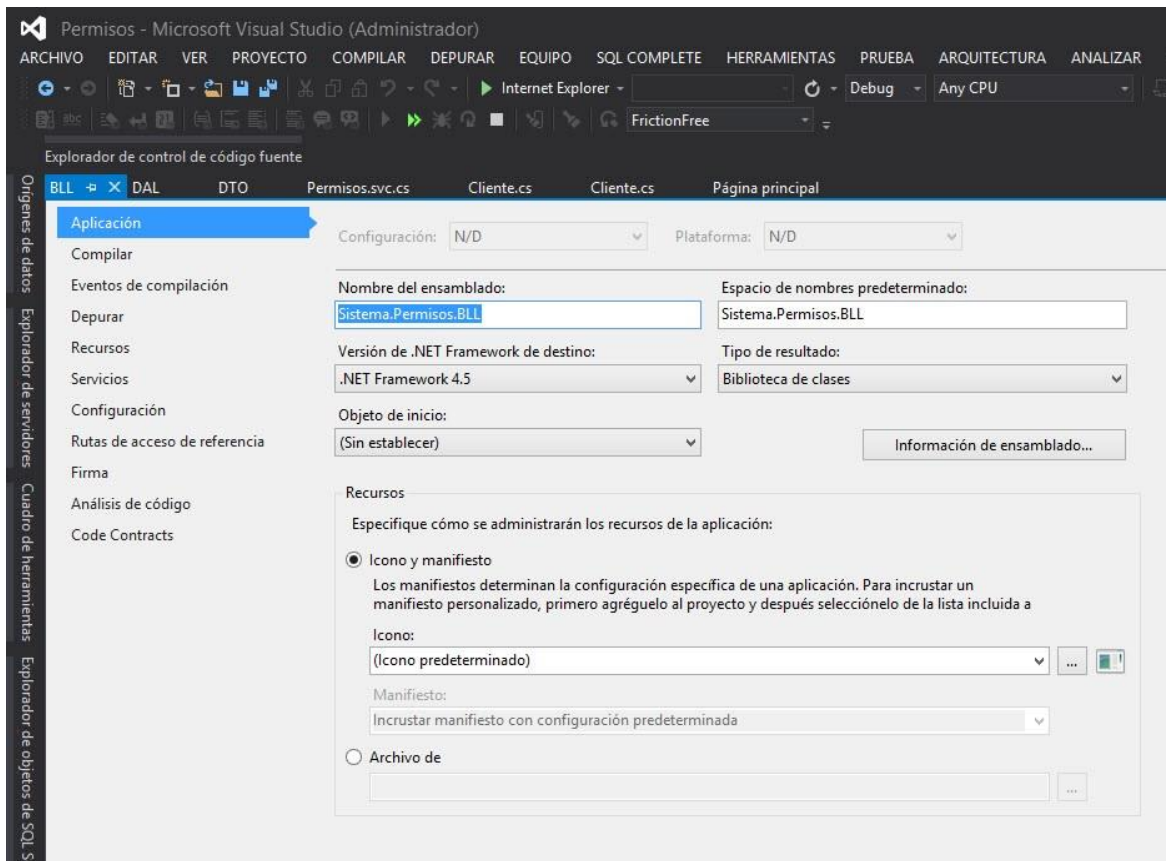 Permisos - Microsoft Visual Studio (Administrador)
ARCHIVO EDITAR VER PROYECTO COMPILAR DEPURAR EQUIPO SQL COMPLETE HERRAMIENTAS PRUEBA ARQUITECTURA ANALIZAR
Internet Explorer Debug Any CPU
FrictionFree
Explorador de control de código fuente
BLL DAL DTO Permisos.svc.cs Cliente.cs Cliente.cs Página principal
Orígenes de datos
Explorador de servidores
Cuadro de herramientas
Explorador de objetos de SQL S
Aplicación
Compilar
Eventos de compilación
Depurar
Recursos
Servicios
Configuración
Rutas de acceso de referencia
Firma
Análisis de código
Code Contracts
Configuración: N/D Plataforma: N/D
Nombre del ensamblado: Espacio de nombres predeterminado:
Sistema.Permisos.BLL Sistema.Permisos.BLL
Versión de .NET Framework de destino: Tipo de resultado:
.NET Framework 4.5 Biblioteca de clases
Objeto de inicio:
(Sin establecer) Información de ensamblado...
Recursos
Especifique cómo se administrarán los recursos de la aplicación:
Icono y manifiesto
Los manifiestos determinan la configuración específica de una aplicación. Para incrustar un
manifiesto personalizado, primero agréguelo al proyecto y después selecciónelo de la lista incluida a
Icono:
(Icono predeterminado) ...
Manifiesto:
Incrustar manifiesto con configuración predeterminada
Archivo de
...